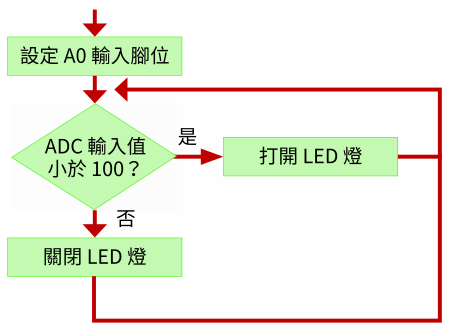 設定 A0 輸入腳位
ADC 輸入值
小於 100？
是
打開 LED 燈
否
關閉 LED 燈